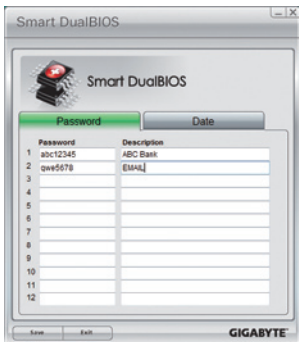 Smart DualBIOS
Smart DualBIOS
Password Date
Password Description
1 abc12345 ABC Bank
2 qwe5678 EMAIL
3
4
5
6
7
8
9
10
11
12
Save Exit GIGABYTE